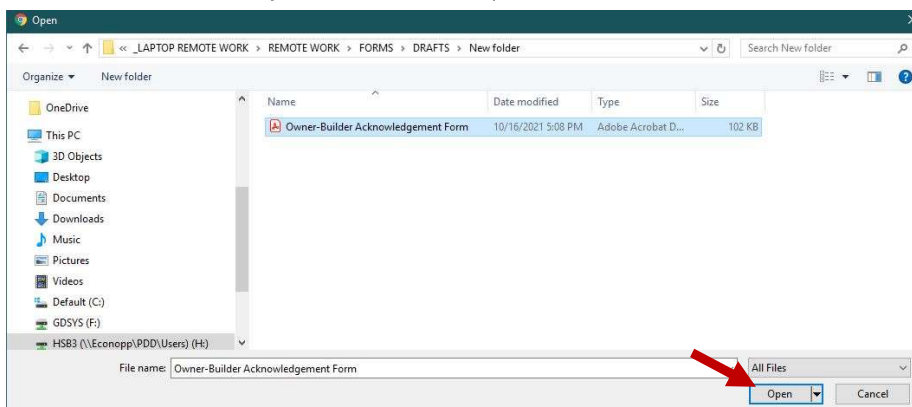 Open
« _LAPTOP REMOTE WORK > REMOTE WORK > FORMS > DRAFTS > New folder
Search New folder
Organize
New folder
Name
Date modified
Type
Size
OneDrive
Owner-Builder Acknowledgement Form
10/16/2021 5:08 PM
Adobe Acrobat D...
102 KB
This PC
3D Objects
Desktop
Documents
Downloads
Music
Pictures
Videos
Default (C:)
GDSYS (F:)
HSB3 (\\Econopp\PDD\Users) (H:)
File name: Owner-Builder Acknowledgement Form
All Files
Open
Cancel